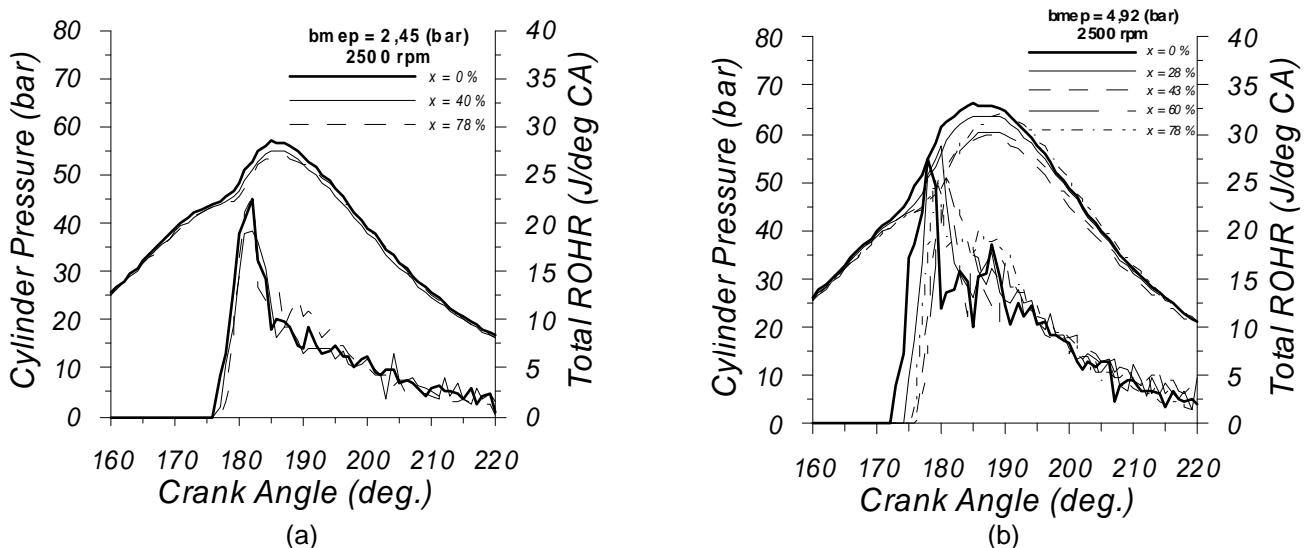 bmep = 2,45 (bar)
2500 rpm
x = 0 %
x = 40 %
x = 78 %
Cylinder Pressure (bar)
80
70
60
50
40
30
20
10
0
40
35
30
25
20
15
10
5
0
Total ROHR (J/deg CA)
160 170 180 190 200 210 220
Crank Angle (deg.)
(a)
bmep = 4,92 (bar)
2500 rpm
x = 0 %
x = 28 %
x = 43 %
x = 60 %
x = 78 %
Cylinder Pressure (bar)
80
70
60
50
40
30
20
10
0
40
35
30
25
20
15
10
5
0
Total ROHR (J/deg CA)
160 170 180 190 200 210 220
Crank Angle (deg.)
(b)